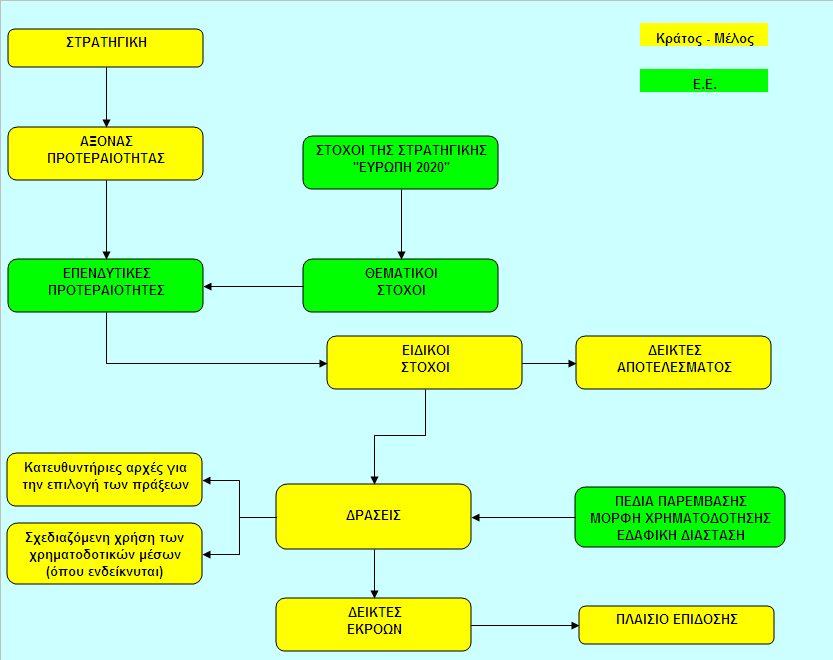 ΣΤΡΑΤΗΓΙΚΗ
Κράτος - Μέλος
Ε.Ε.
ΑΞΟΝΑΣ
ΠΡΟΤΕΡΑΙΟΤΗΤΑΣ
ΣΤΟΧΟΙ ΤΗΣ ΣΤΡΑΤΗΓΙΚΗΣ
"ΕΥΡΩΠΗ 2020"
ΕΠΕΝΔΥΤΙΚΕΣ
ΠΡΟΤΕΡΑΙΟΤΗΤΕΣ
ΘΕΜΑΤΙΚΟΙ
ΣΤΟΧΟΙ
ΕΙΔΙΚΟΙ
ΣΤΟΧΟΙ
ΔΕΙΚΤΕΣ
ΑΠΟΤΕΛΕΣΜΑΤΟΣ
Κατευθυντήριες αρχές για
την επιλογή των πράξεων
Σχεδιαζόμενη χρήση των
χρηματοδοτικών μέσων
(όπου ενδείκνυται)
ΔΡΑΣΕΙΣ
ΠΕΔΙΑ ΠΑΡΕΜΒΑΣΗΣ
ΜΟΡΦΗ ΧΡΗΜΑΤΟΔΟΤΗΣΗΣ
ΕΔΑΦΙΚΗ ΔΙΑΣΤΑΣΗ
ΔΕΙΚΤΕΣ
ΕΚΡΟΩΝ
ΠΛΑΙΣΙΟ ΕΠΙΔΟΣΗΣ